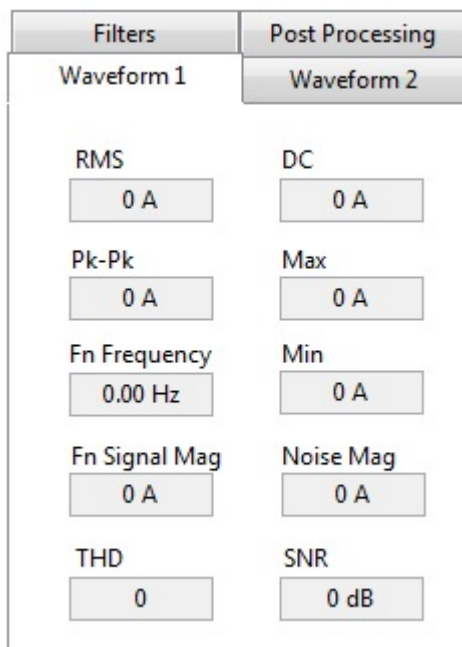 Filters Post Processing
Waveform 1 Waveform 2
RMS DC
0 A 0 A
Pk-Pk Max
0 A 0 A
Fn Frequency Min
0.00 Hz 0 A
Fn Signal Mag Noise Mag
0 A 0 A
THD SNR
0 0 dB